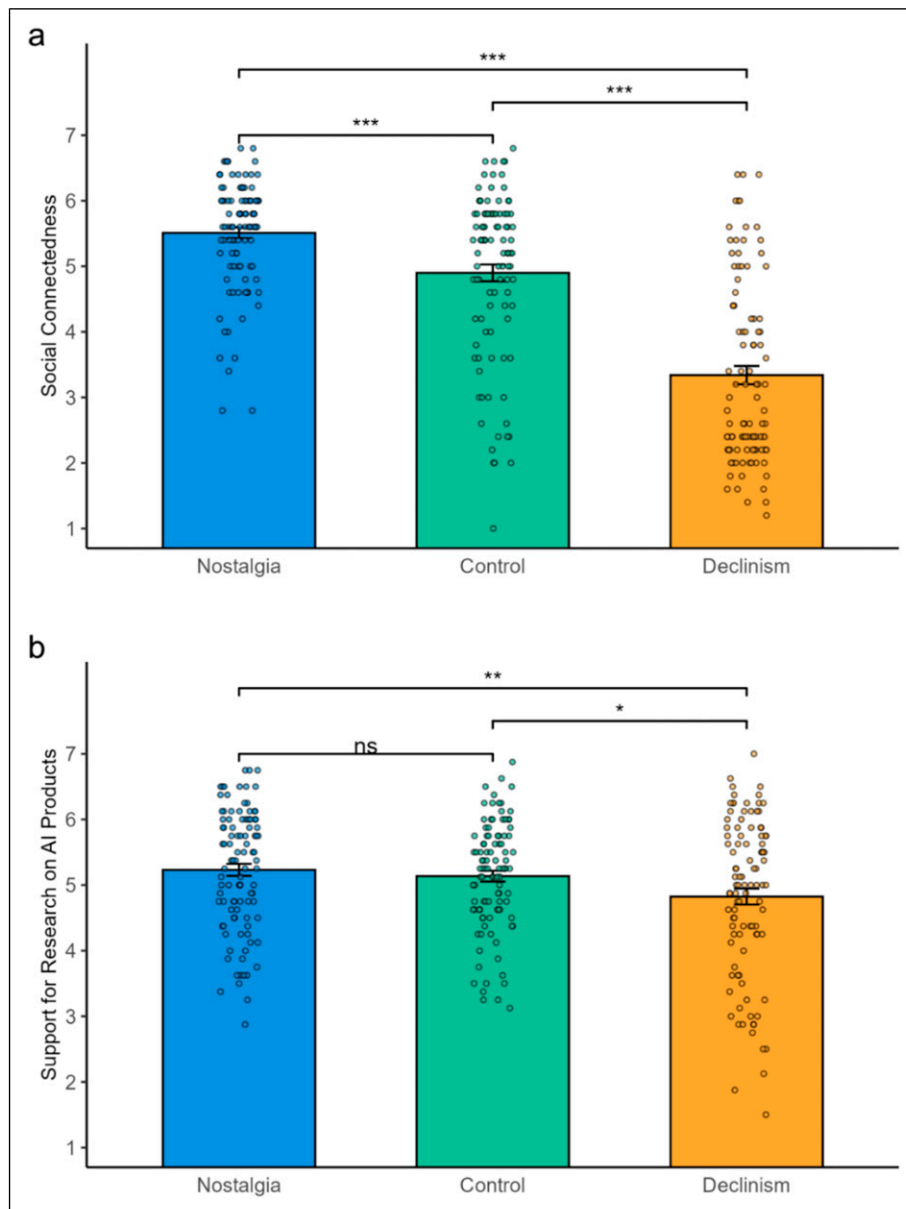 a
***
***
***
7
6
5
4
3
2
1
Social Connectedness
Nostalgia Control Declinism
b
**
*
ns
7
6
5
4
3
2
1
Support for Research on AI Products
Nostalgia Control Declinism